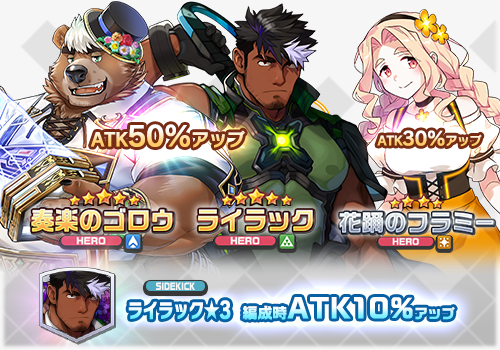 ATK50%アップ
ATK30%アップ
奏楽のゴロウ
HERO
ライラック
HERO
花踊のフラミー
HERO
SIDEKICK
ライラック★3 編成時ATK10%アップ